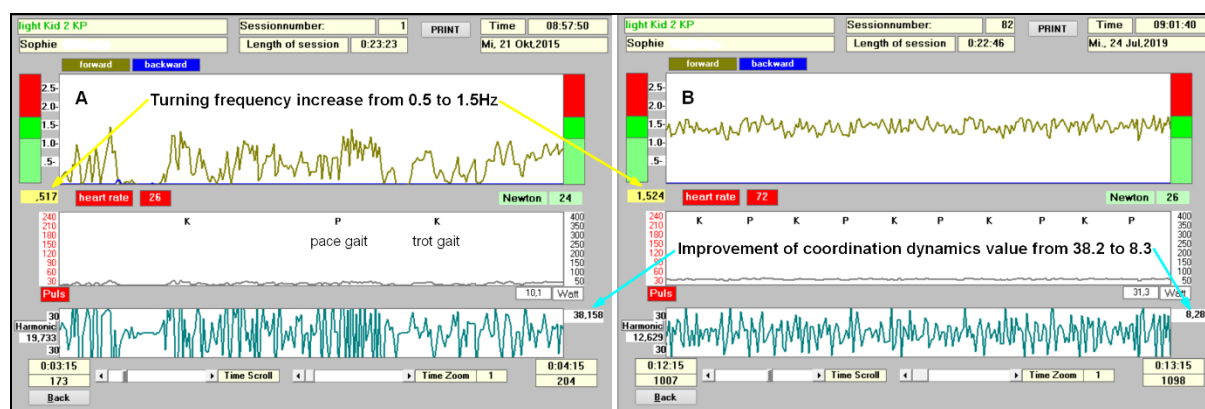 light Kid 2 KP
Sessionnumber: 1
PRINT
Time 08:57:50
Sophie
Length of session 0:23:23
Mi, 21 Okt,2015
forward backward
A
2.5-
2.0-
1.5-
1.0-
.5-
,517
heart rate 26
Newton 24
240
210
180
150
120
90
60
30
K P K
pace gait trot gait
400
350
300
250
200
150
100
50
Puls
10,1 Watt
30
Harmonic
19,733
30
38,158
0:03:15
173
Time Scroll
Time Zoom 1
0:04:15
204
Back
light Kid 2 KP
Sessionnumber: 82
PRINT
Time 09:01:40
Sophie
Length of session 0:22:46
Mi., 24 Jul,2019
forward backward
B
2.5-
2.0-
1.5-
1.0-
.5-
1,524
heart rate 72
Newton 26
240
210
180
150
120
90
60
30
K P K P K P K P K P
400
350
300
250
200
150
100
50
Puls
31,3 Watt
30
Harmonic
12,629
30
8,28
0:12:15
1007
Time Scroll
Time Zoom 1
0:13:15
1098
Back
Turning frequency increase from 0.5 to 1.5Hz
Improvement of coordination dynamics value from 38.2 to 8.3